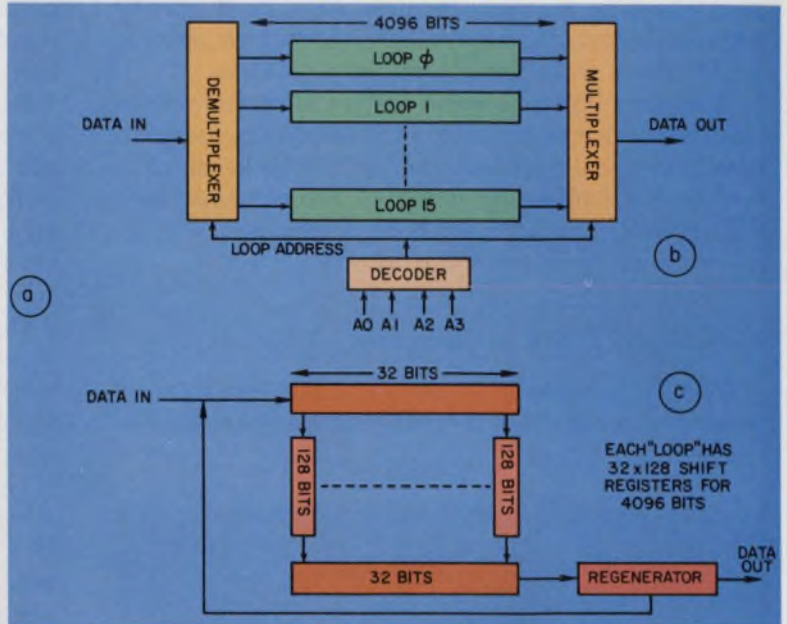 4096 BITS
DEMULTIPLEXER
LOOP ϕ
MULTIPLEXER
DATA IN
LOOP 1
DATA OUT
LOOP 15
LOOP ADDRESS
b
DECODER
a
A0 A1 A2 A3
32 BITS
c
DATA IN
128 BITS
128 BITS
EACH "LOOP" HAS
32 x 128 SHIFT
REGISTERS FOR
4096 BITS
32 BITS
REGENERATOR
DATA
OUT